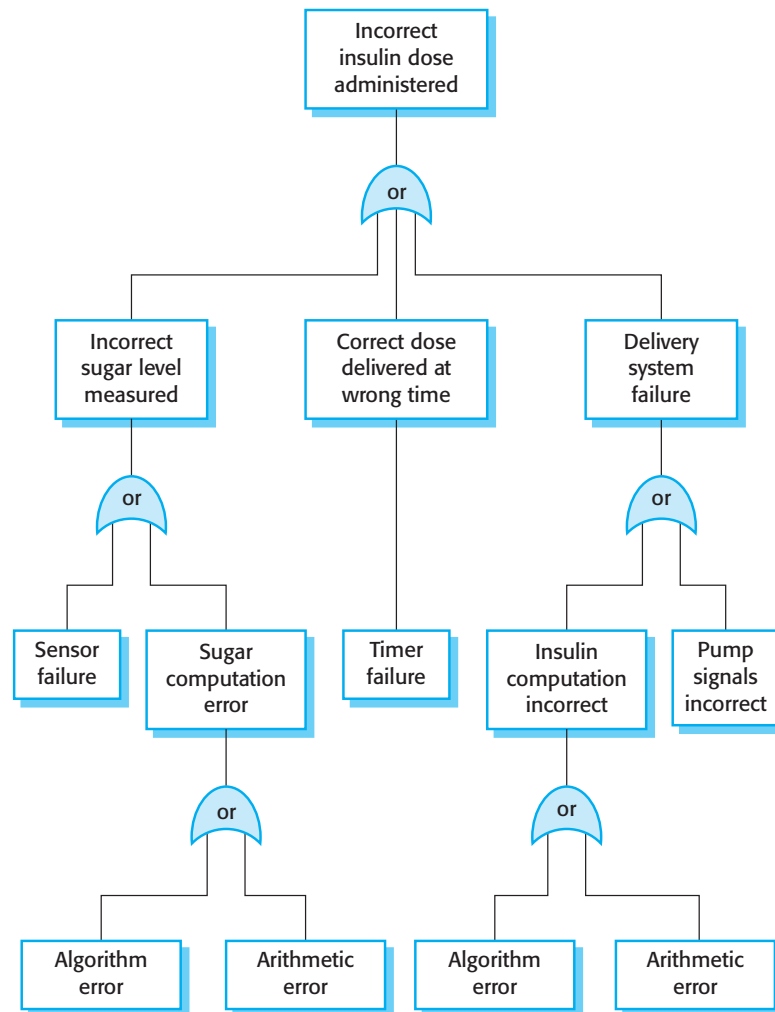 Incorrect
insulin dose
administered
or
Incorrect
sugar level
measured
Correct dose
delivered at
wrong time
Delivery
system
failure
or
or
Sensor
failure
Sugar
computation
error
Timer
failure
Insulin
computation
incorrect
Pump
signals
incorrect
or
or
Algorithm
error
Arithmetic
error
Algorithm
error
Arithmetic
error